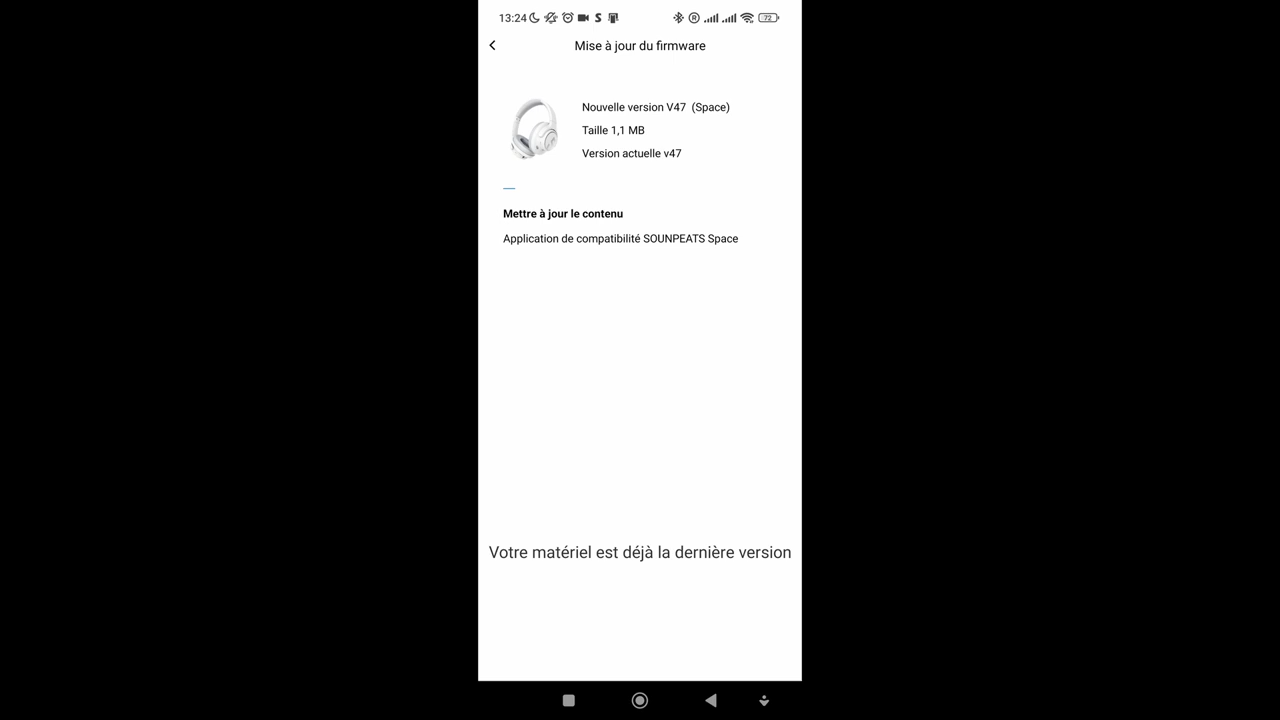 13:24
72
Mise à jour du firmware
Nouvelle version V47 (Space)
Taille 1,1 MB
Version actuelle v47
Mettre à jour le contenu
Application de compatibilité SOUNPEATS Space
Votre matériel est déjà la dernière version